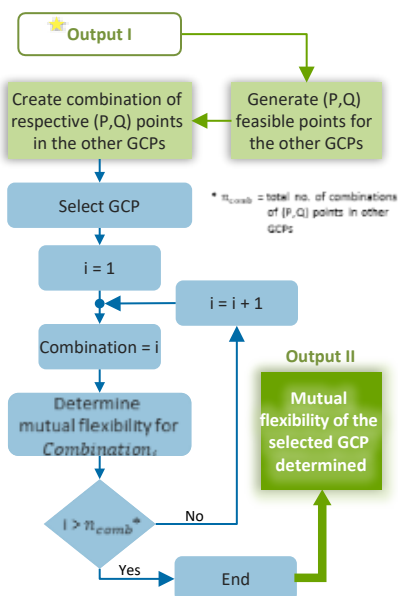 Output I
Create combination of
respective (P,Q) points
in the other GCPs
Generate (P,Q)
feasible points for
the other GCPs
Select GCP
* n_comb = total no. of combinations
of (P,Q) points in other
GCPs
i = 1
i = i + 1
Combination = i
Output II
Determine
mutual flexibility for
Combination_i
Mutual
flexibility of the
selected GCP
determined
i > n_comb*
No
Yes
End